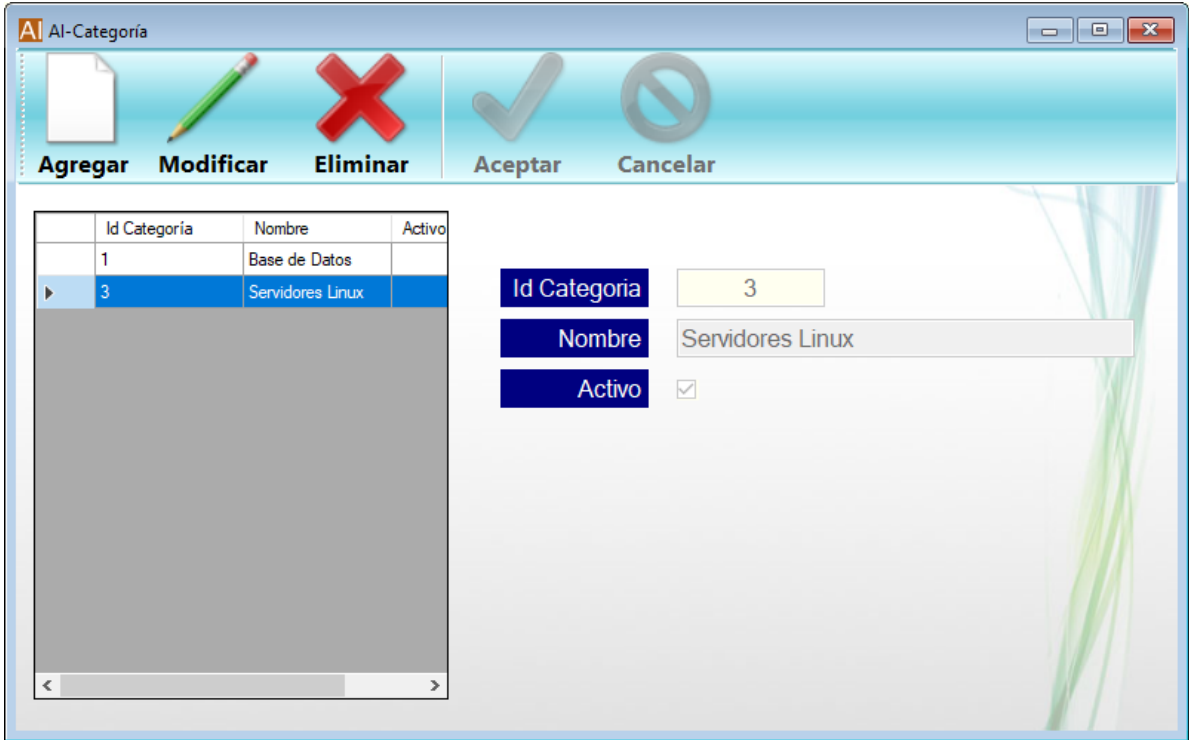 AI AI-Categoría
Agregar Modificar Eliminar Aceptar Cancelar
Id Categoría Nombre Activo
1 Base de Datos
3 Servidores Linux
Id Categoria 3
Nombre Servidores Linux
Activo